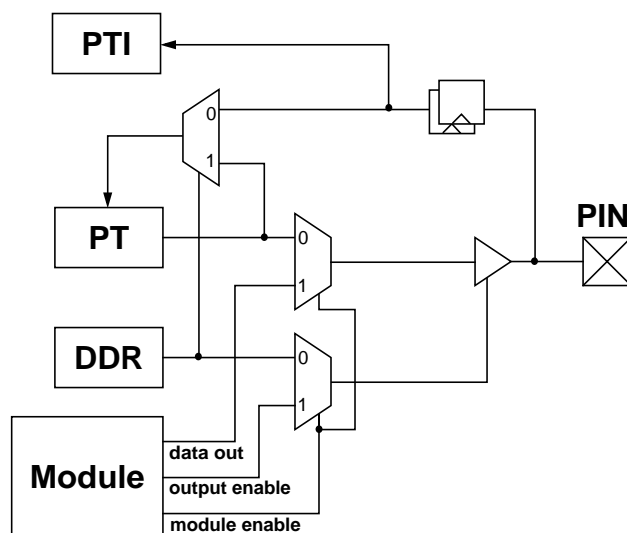 PTI
0
1
PT
PIN
0
1
DDR
0
1
Module
data out
output enable
module enable